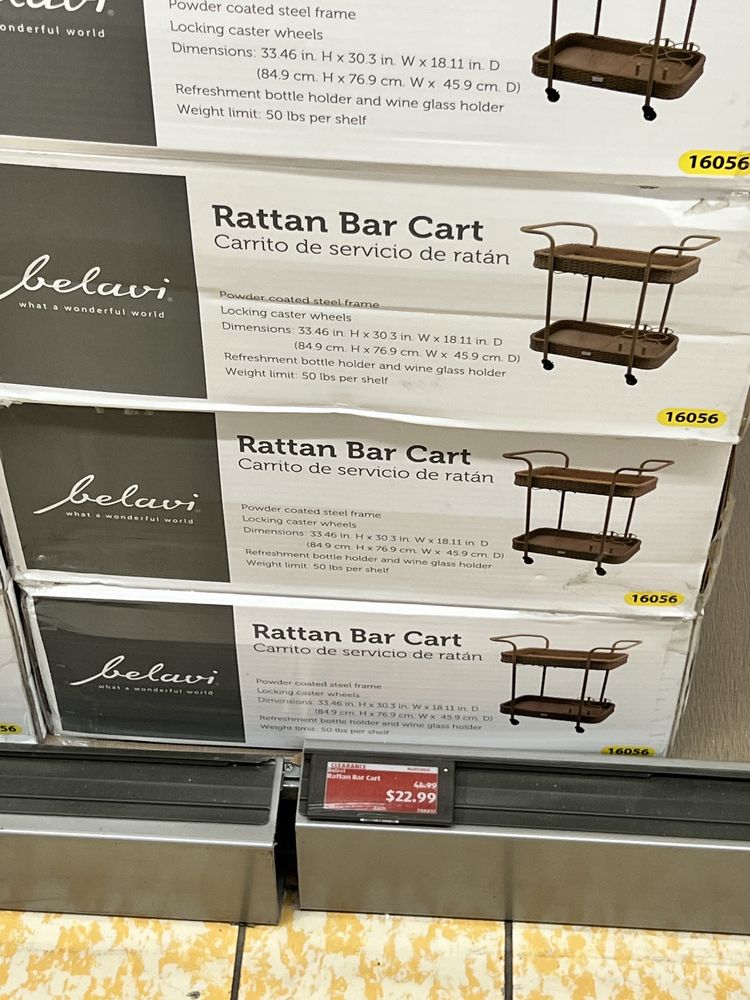 onderful world
Powder coated steel frame
Locking caster wheels
Dimensions: 33.46 in. H x 30.3 in. W x 18.11 in. D
(84.9 cm. H x 76.9 cm. W x 45.9 cm. D)
Refreshment bottle holder and wine glass holder
Weight limit: 50 lbs per shelf
16056
belavi
what a wonderful world
Rattan Bar Cart
Carrito de servicio de ratán
Powder coated steel frame
Locking caster wheels
Dimensions: 33.46 in. H x 30.3 in. W x 18.11 in. D
(84.9 cm. H x 76.9 cm. W x 45.9 cm. D)
Refreshment bottle holder and wine glass holder
Weight limit: 50 lbs per shelf
16056
belavi
what a wonderful world
Rattan Bar Cart
Carrito de servicio de ratán
Powder coated steel frame
Locking caster wheels
Dimensions: 33.46 in. H x 30.3 in. W x 18.11 in. D
(84.9 cm. H x 76.9 cm. W x 45.9 cm. D)
Refreshment bottle holder and wine glass holder
Weight limit: 50 lbs per shelf
16056
belavi
what a wonderful world
Rattan Bar Cart
Carrito de servicio de ratán
Powder coated steel frame
Locking caster wheels
Dimensions: 33.46 in. H x 30.3 in. W x 18.11 in. D
(84.9 cm. H x 76.9 cm. W x 45.9 cm. D)
Refreshment bottle holder and wine glass holder
Weight limit: 50 lbs per shelf
16056
56
CLEARANCE
Belavi
Rattan Bar Cart
44.99
$22.99
Each